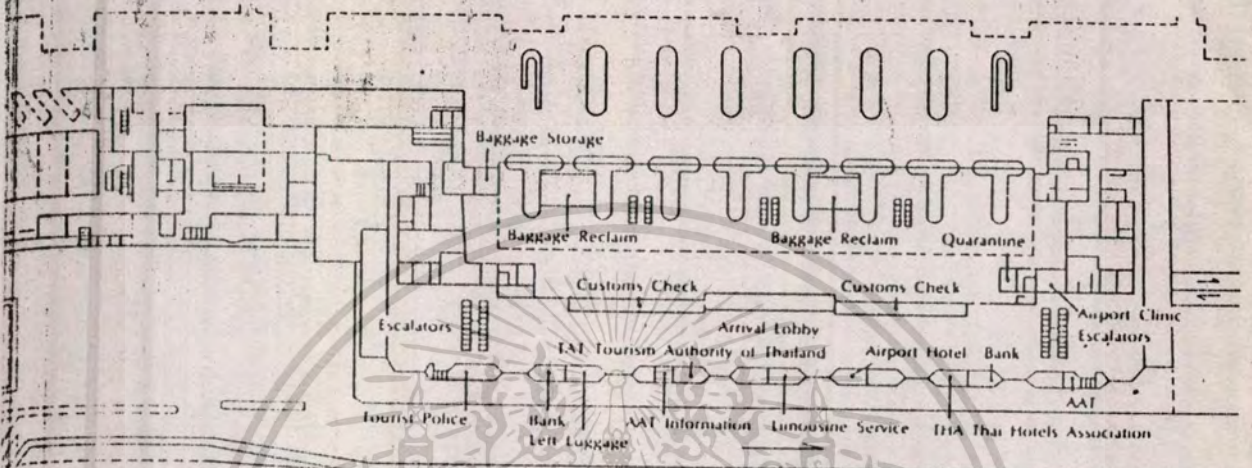 Baggage Storage
Baggage Reclaim
Baggage Reclaim
Quarantine
Customs Check
Customs Check
Airport Clinic
Escalators
Arrival Lobby
Escalators
TAT Tourism Authority of Thailand
Airport Hotel
Bank
AAT
Tourist Police
Bank
Left Luggage
AAT Information
Limousine Service
THA Thai Hotels Association